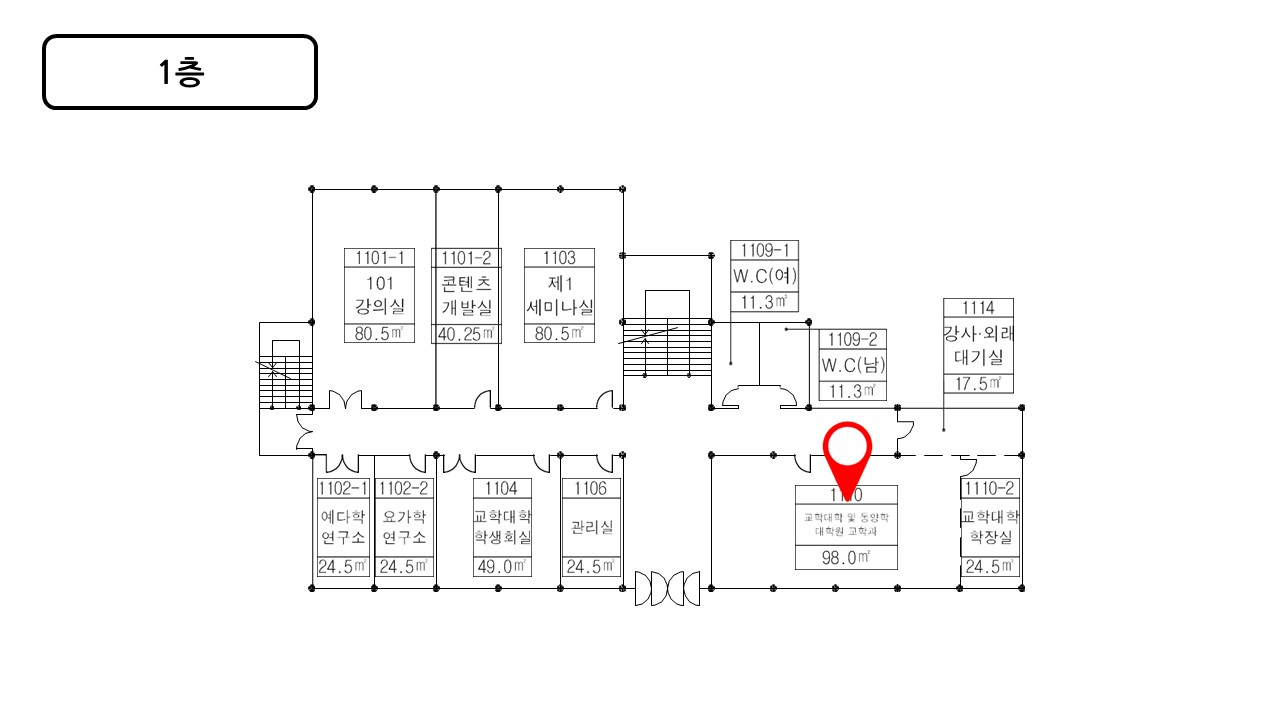 1층
1101-1
101
강의실
80.5㎡
1101-2
콘텐츠
개발실
40.25㎡
1103
제1
세미나실
80.5㎡
1109-1
W.C(여)
11.3㎡
1109-2
W.C(남)
11.3㎡
1114
강사·외래
대기실
17.5㎡
1102-1
예다학
연구소
24.5㎡
1102-2
요가학
연구소
24.5㎡
1104
교학대학
학생회실
49.0㎡
1106
관리실
24.5㎡
1110
교학대학 및 동양학
대학원 교학과
98.0㎡
1110-2
교학대학
학장실
24.5㎡